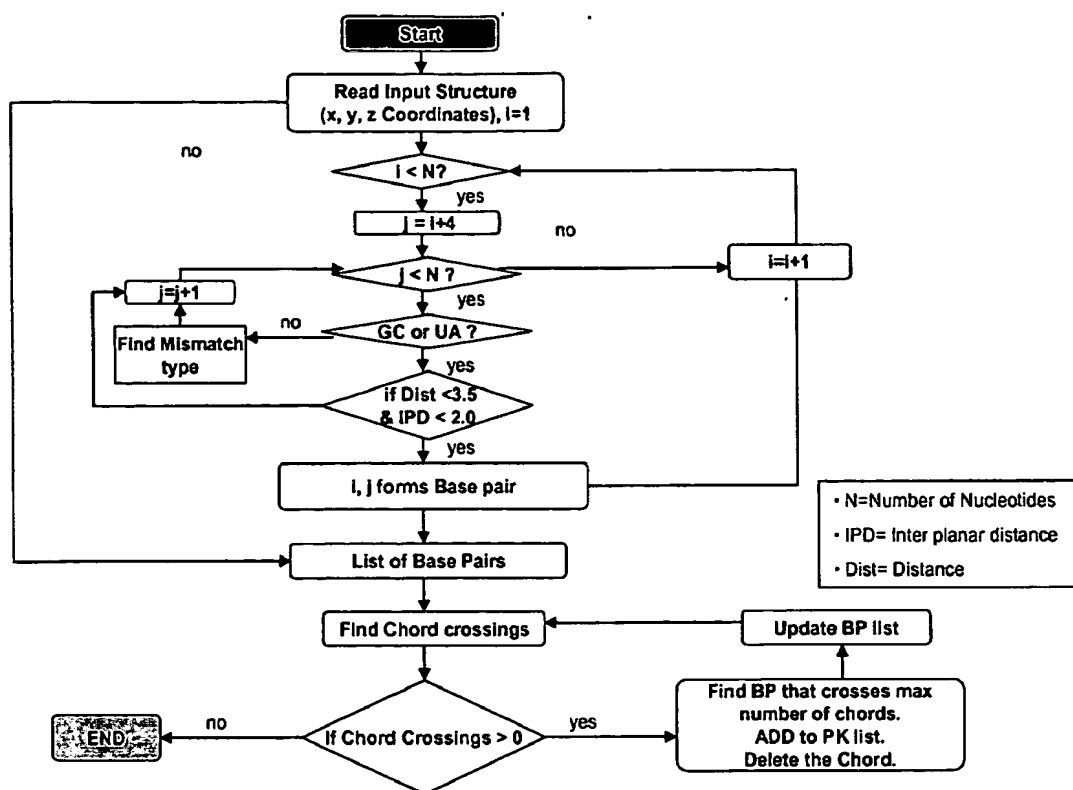 Start
Read Input Structure
(x, y, z Coordinates), i=1
no
i < N?
yes
j = i+4
no
i=i+1
j < N ?
j=j+1
yes
GC or UA ?
no
Find Mismatch
type
yes
if Dist <3.5
& IPD < 2.0
yes
i, j forms Base pair
• N=Number of Nucleotides
• IPD= Inter planar distance
• Dist= Distance
List of Base Pairs
Find Chord crossings
Update BP list
Find BP that crosses max
number of chords.
ADD to PK list.
Delete the Chord.
If Chord Crossings > 0
no
yes
END